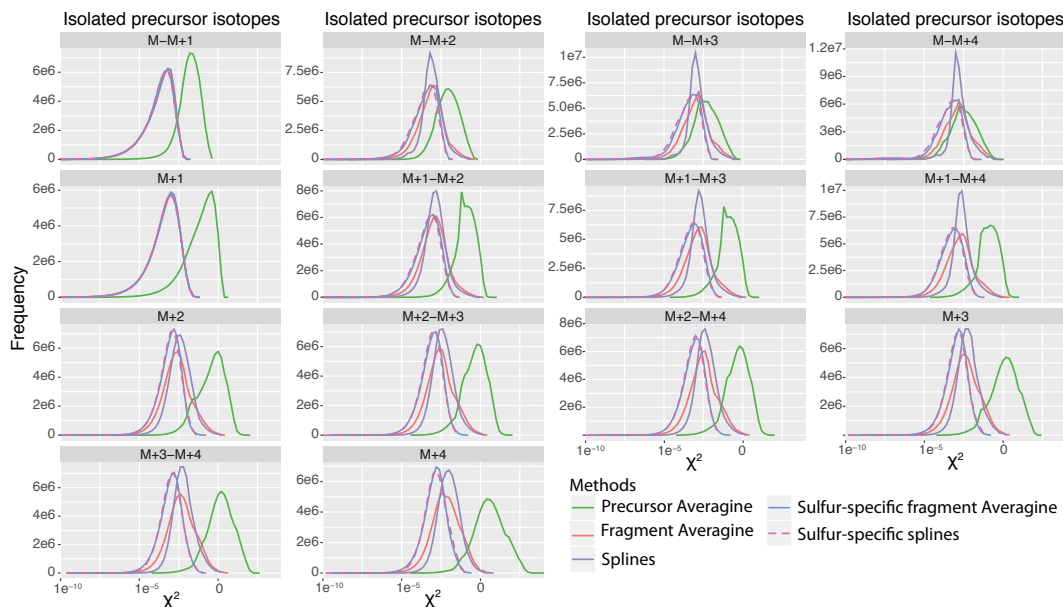 Isolated precursor isotopes Isolated precursor isotopes Isolated precursor isotopes Isolated precursor isotopes
M−M+1 M−M+2 M−M+3 M−M+4
6e6 4e6 2e6 0
7.5e6 5e6 2.5e6 0
1e7 7.5e6 5.0e6 2.5e6 0
1.2e7 9e6 6e6 3e6 0
M+1 M+1−M+2 M+1−M+3 M+1−M+4
6e6 4e6 2e6 0
8e6 6e6 4e6 2e6 0
7.5e6 5e6 2.5e6 0
1e7 7.5e6 5e6 2.5e6 0
Frequency
M+2 M+2−M+3 M+2−M+4 M+3
6e6 4e6 2e6 0
6e6 4e6 2e6 0
8e6 6e6 4e6 2e6
6e6 4e6 2e6 0
1e−10 1e−5 0
χ²
1e−10 1e−5 0
χ²
M+3−M+4 M+4
6e6 4e6 2e6 0
6e6 4e6 2e6 0
1e−10 1e−5 0
χ²
1e−10 1e−5 0
χ²
Methods
Precursor Averagine
Fragment Averagine
Splines
Sulfur-specific fragment Averagine
Sulfur-specific splines